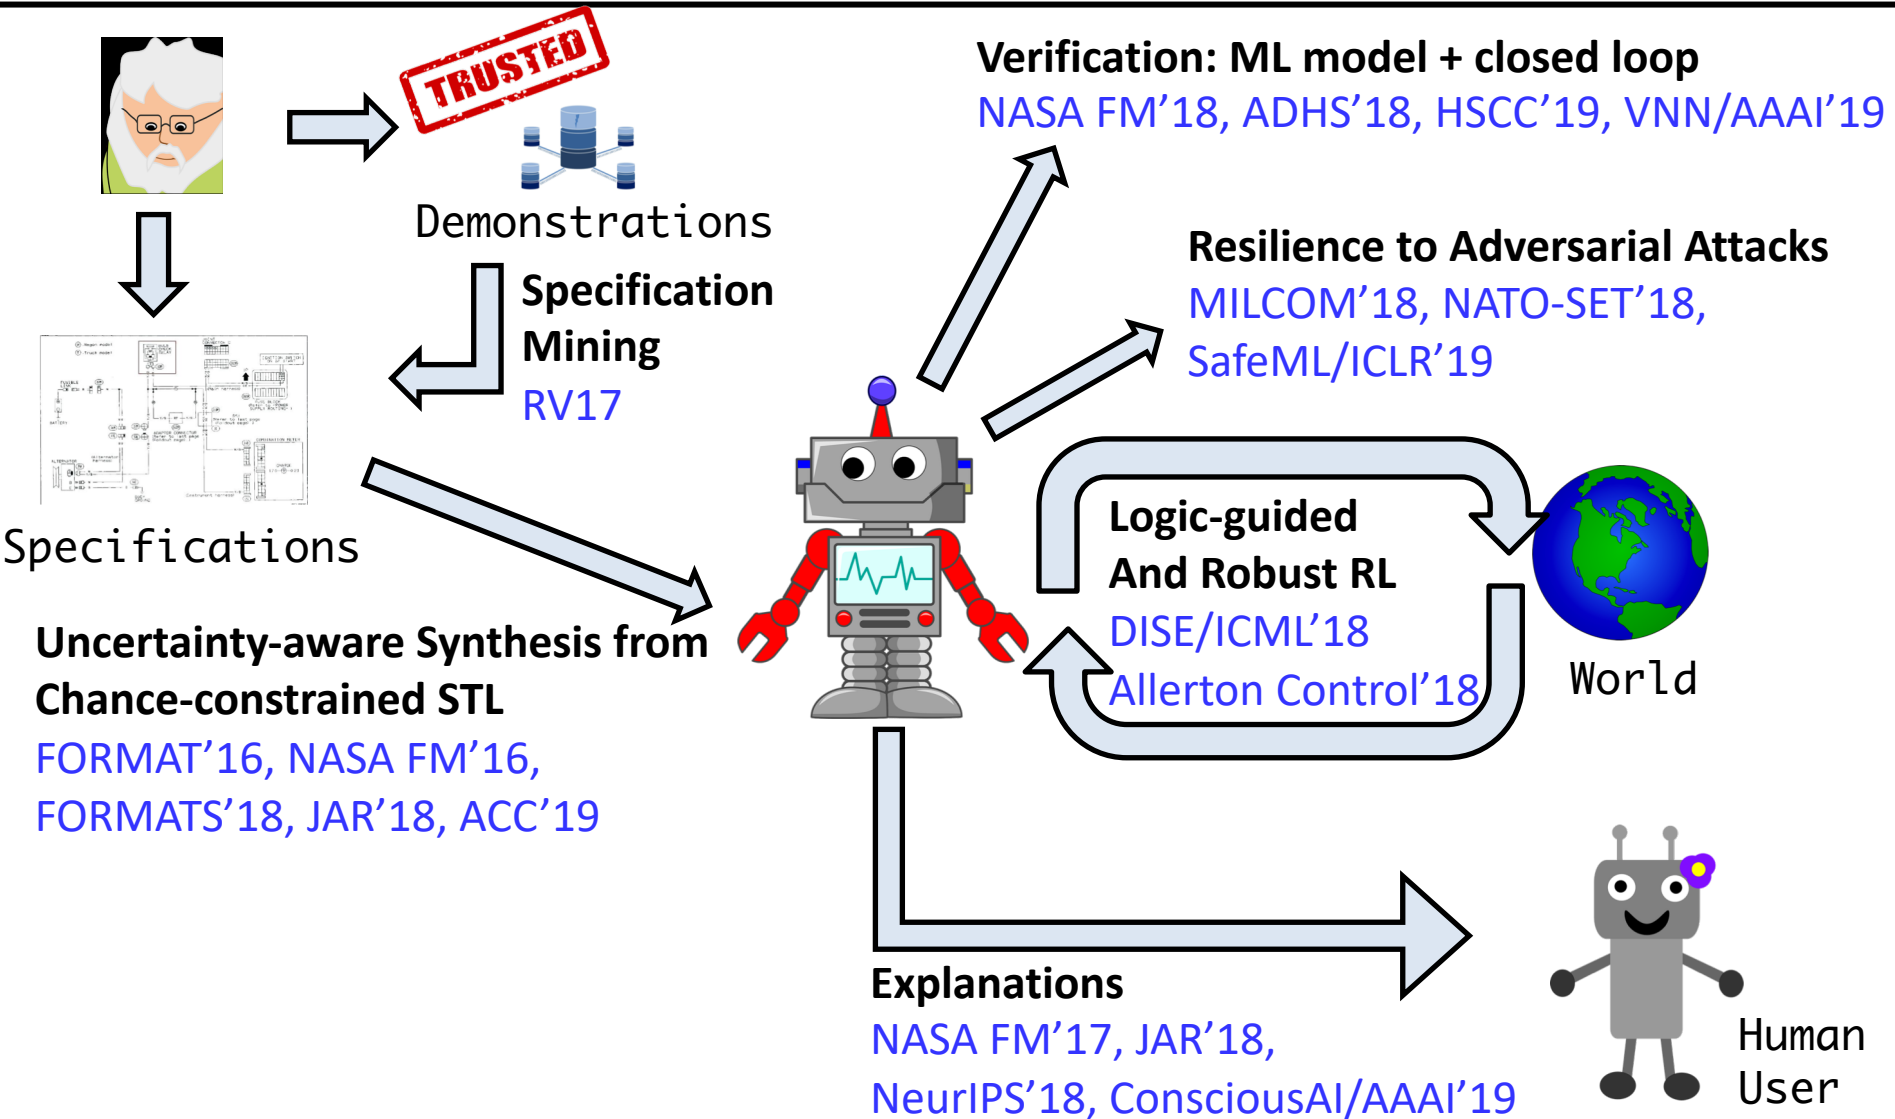 TRUSTED
Demonstrations
Specification
Mining
RV17
Specifications
Uncertainty-aware Synthesis from
Chance-constrained STL
FORMAT’16, NASA FM’16,
FORMATS’18, JAR’18, ACC’19
Verification: ML model + closed loop
NASA FM’18, ADHS’18, HSCC’19, VNN/AAAI’19
Resilience to Adversarial Attacks
MILCOM’18, NATO-SET’18,
SafeML/ICLR’19
Logic-guided
And Robust RL
DISE/ICML’18
Allerton Control’18
World
Explanations
NASA FM’17, JAR’18,
NeurIPS’18, ConsciousAI/AAAI’19
Human
User